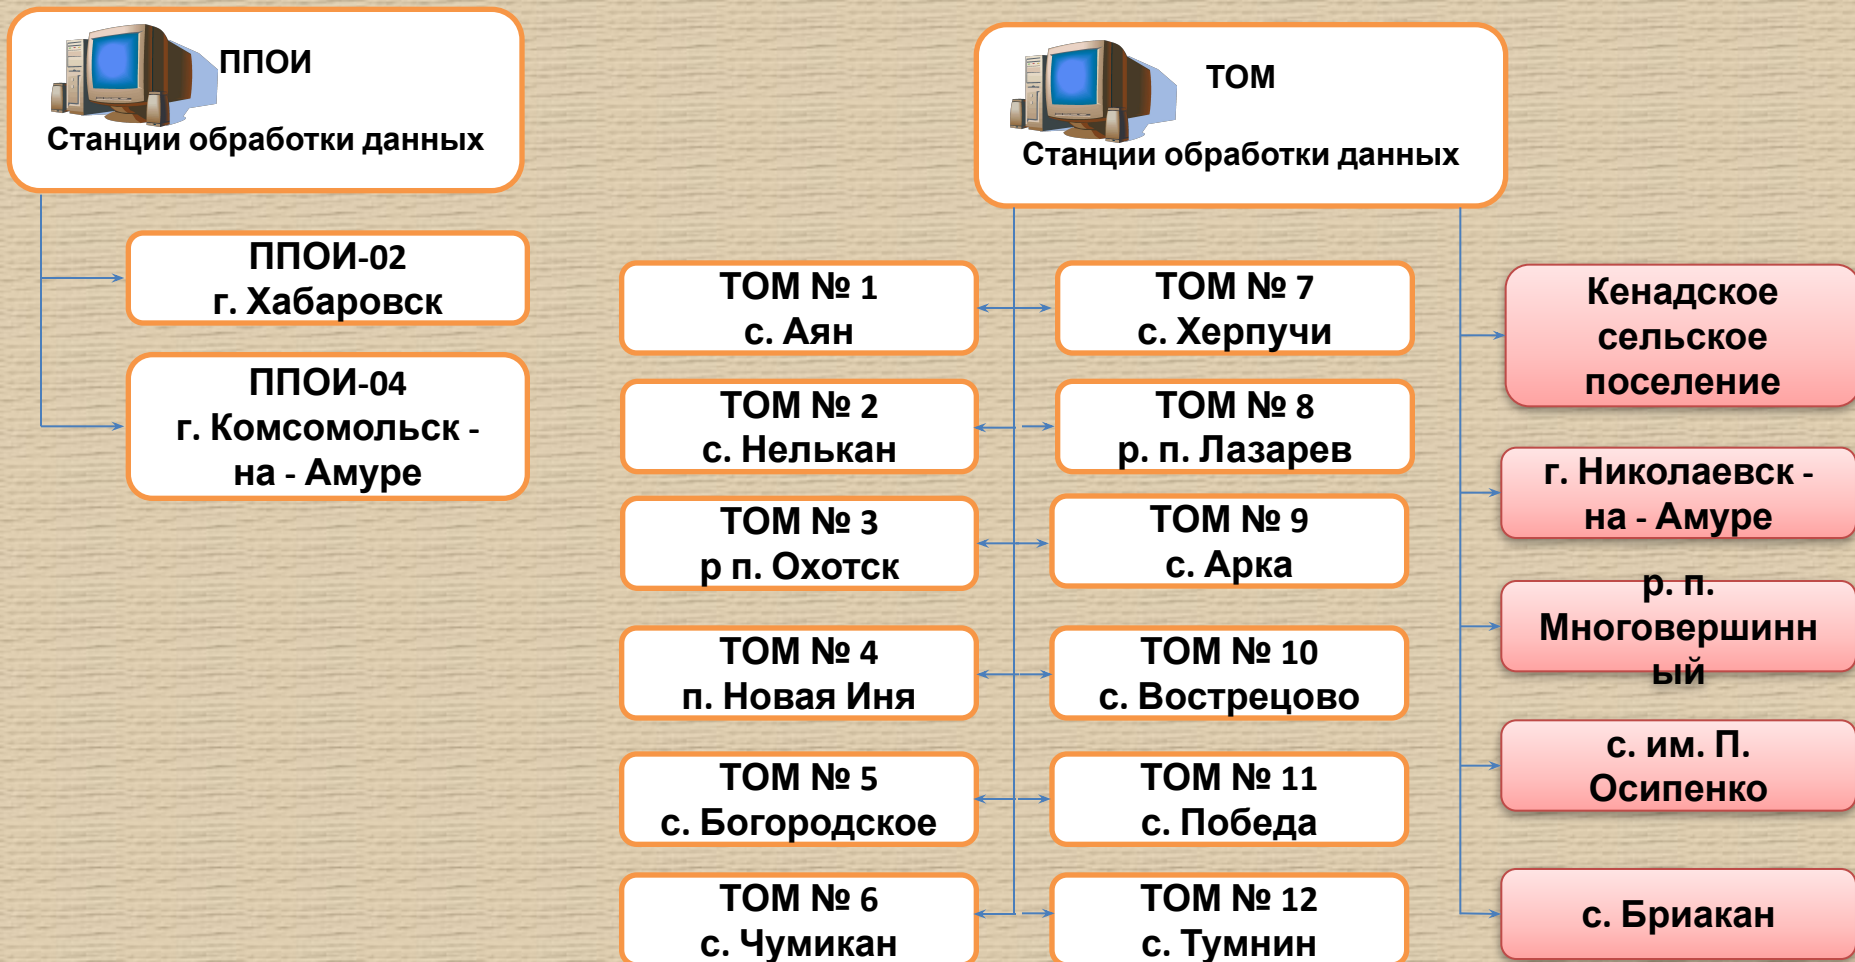 ППОИ
Станции обработки данных
ППОИ-02
г. Хабаровск
ППОИ-04
г. Комсомольск -
на - Амуре
ТОМ
Станции обработки данных
ТОМ № 1
с. Аян
ТОМ № 2
с. Нелькан
ТОМ № 3
р п. Охотск
ТОМ № 4
п. Новая Иня
ТОМ № 5
с. Богородское
ТОМ № 6
с. Чумикан
ТОМ № 7
с. Херпучи
ТОМ № 8
р. п. Лазарев
ТОМ № 9
с. Арка
ТОМ № 10
с. Вострецово
ТОМ № 11
с. Победа
ТОМ № 12
с. Тумнин
Кенадское
сельское
поселение
г. Николаевск -
на - Амуре
р. п.
Многовершинн
ый
с. им. П.
Осипенко
с. Бриакан